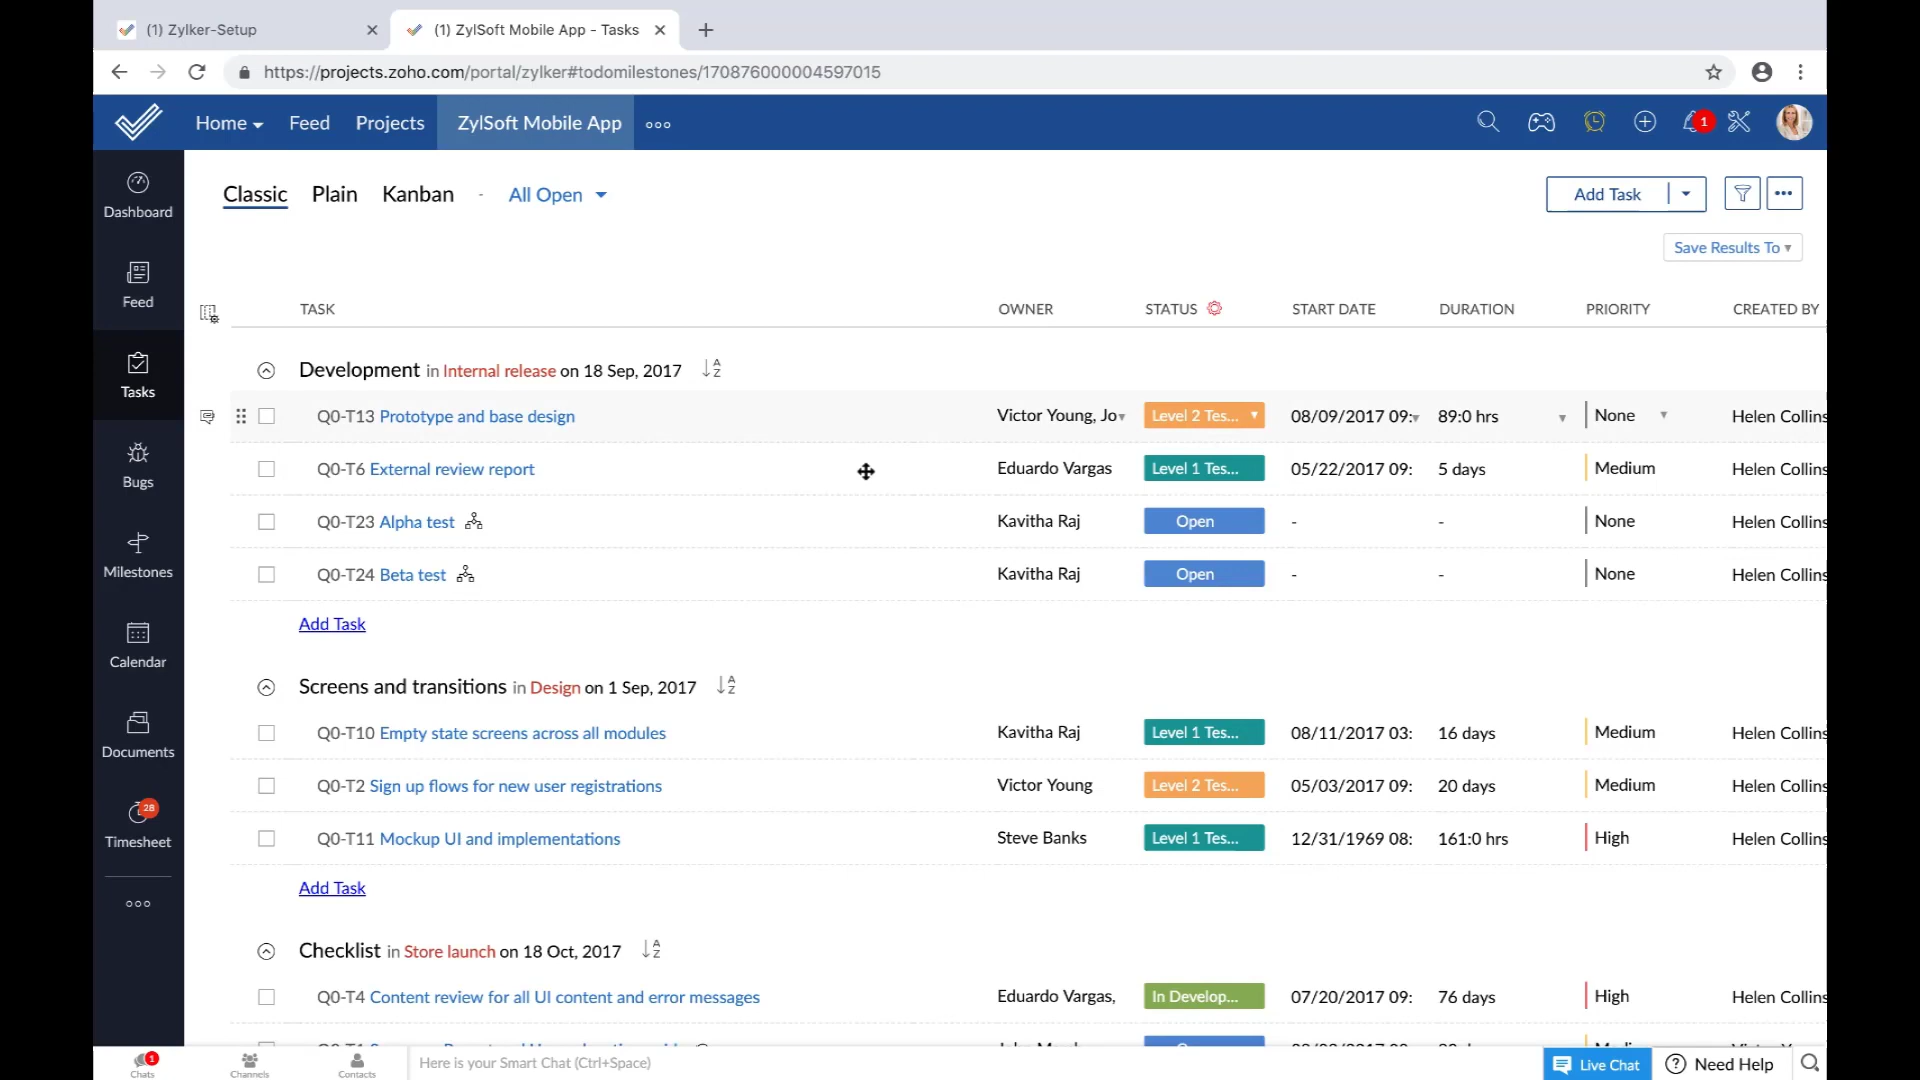 (1) Zylker-Setup
(1) ZylSoft Mobile App - Tasks
https://projects.zoho.com/portal/zylker#todomilestones/170876000004597015
Home Feed Projects ZylSoft Mobile App
1
Dashboard
Feed
Tasks
Bugs
Milestones
Calendar
Documents
28
Timesheet
Classic Plain Kanban - All Open
Add Task
Save Results To
TASK OWNER STATUS START DATE DURATION PRIORITY CREATED BY
Development in Internal release on 18 Sep, 2017
Q0-T13 Prototype and base design Victor Young, Jo Level 2 Tes... 08/09/2017 09: 89:0 hrs None Helen Collins
Q0-T6 External review report Eduardo Vargas Level 1 Tes... 05/22/2017 09: 5 days Medium Helen Collins
Q0-T23 Alpha test Kavitha Raj Open - - None Helen Collins
Q0-T24 Beta test Kavitha Raj Open - - None Helen Collins
Add Task
Screens and transitions in Design on 1 Sep, 2017
Q0-T10 Empty state screens across all modules Kavitha Raj Level 1 Tes... 08/11/2017 03: 16 days Medium Helen Collins
Q0-T2 Sign up flows for new user registrations Victor Young Level 2 Tes... 05/03/2017 09: 20 days Medium Helen Collins
Q0-T11 Mockup UI and implementations Steve Banks Level 1 Tes... 12/31/1969 08: 161:0 hrs High Helen Collins
Add Task
Checklist in Store launch on 18 Oct, 2017
Q0-T4 Content review for all UI content and error messages Eduardo Vargas, In Develop... 07/20/2017 09: 76 days High Helen Collins
1
Chats Channels Contacts
Here is your Smart Chat (Ctrl+Space)
Live Chat
Need Help